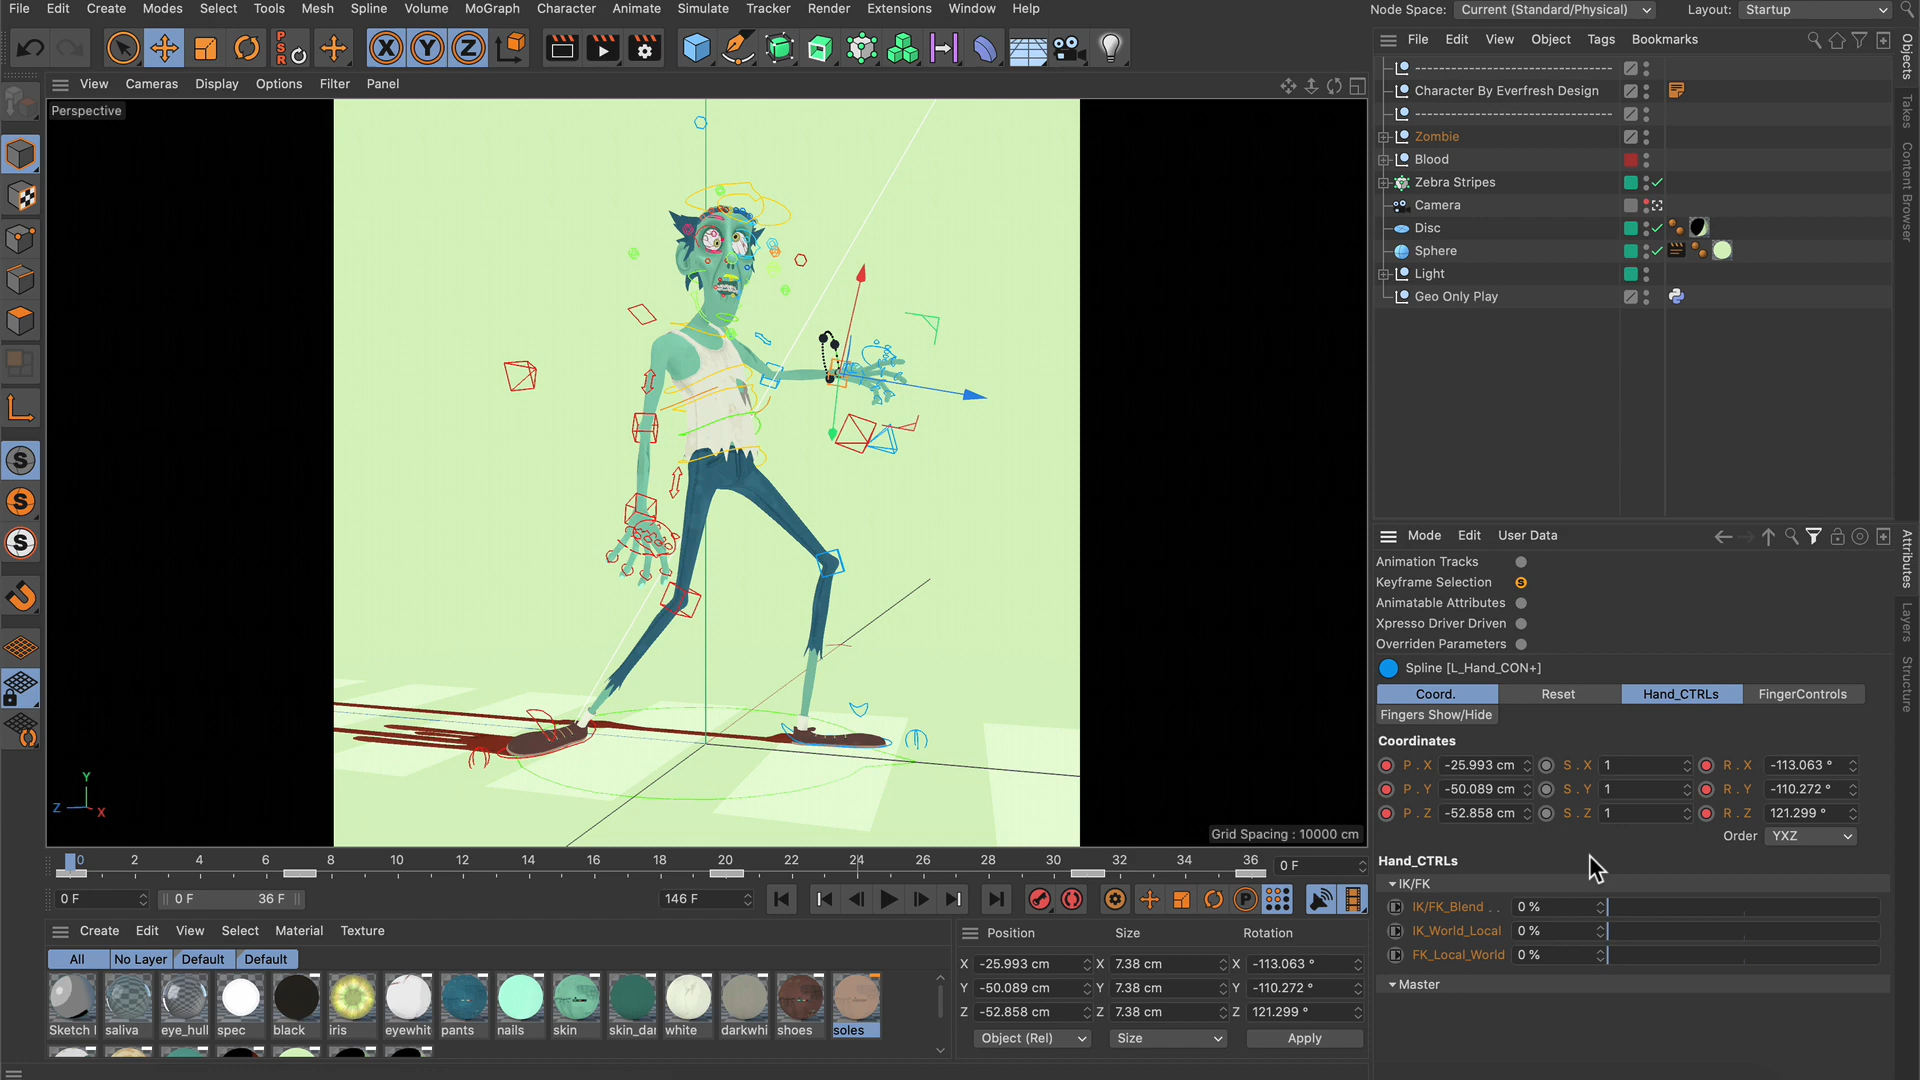 File Edit Create Modes Select Tools Mesh Spline Volume MoGraph Character Animate Simulate Tracker Render Extensions Window Help
Node Space: Current (Standard/Physical) Layout: Startup
PSR X Y Z
File Edit View Object Tags Bookmarks
View Cameras Display Options Filter Panel
Perspective
--------------------------------
Character By Everfresh Design
--------------------------------
Zombie
Blood
Zebra Stripes
Camera
Disc
Sphere
Light
Geo Only Play
Objects
Takes
Content Browser
S
S
S
Y
Z X
Grid Spacing : 10000 cm
Mode Edit User Data
Animation Tracks
Keyframe Selection S
Animatable Attributes
Xpresso Driver Driven
Overriden Parameters
Spline [L_Hand_CON+]
Coord. Reset Hand_CTRLs FingerControls
Fingers Show/Hide
Coordinates
P . X -25.993 cm S . X 1 R . X -113.063 °
P . Y -50.089 cm S . Y 1 R . Y -110.272 °
P . Z -52.858 cm S . Z 1 R . Z 121.299 °
Order YXZ
Hand_CTRLs
IK/FK
IK/FK_Blend . . 0 %
IK_World_Local 0 %
FK_Local_World 0 %
Master
Attributes
Layers
Structure
0 2 4 6 8 10 12 14 16 18 20 22 24 26 28 30 32 34 36 0 F
0 F 0 F 36 F 146 F P
Create Edit View Select Material Texture
All No Layer Default Default
Sketch saliva eye_hull spec black iris eyewhit pants nails skin skin_dar white darkwhi shoes soles
Position Size Rotation
X -25.993 cm X 7.38 cm X -113.063 °
Y -50.089 cm Y 7.38 cm Y -110.272 °
Z -52.858 cm Z 7.38 cm Z 121.299 °
Object (Rel) Size Apply